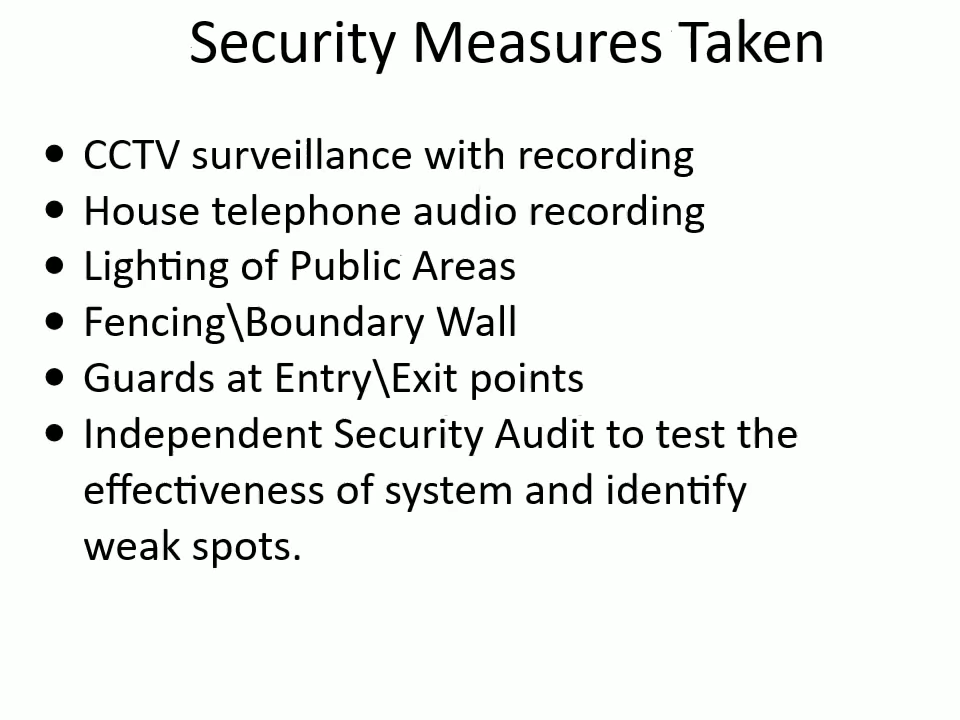 Security Measures Taken
• CCTV surveillance with recording
• House telephone audio recording
• Lighting of Public Areas
• Fencing\Boundary Wall
• Guards at Entry\Exit points
• Independent Security Audit to test the
effectiveness of system and identify
weak spots.